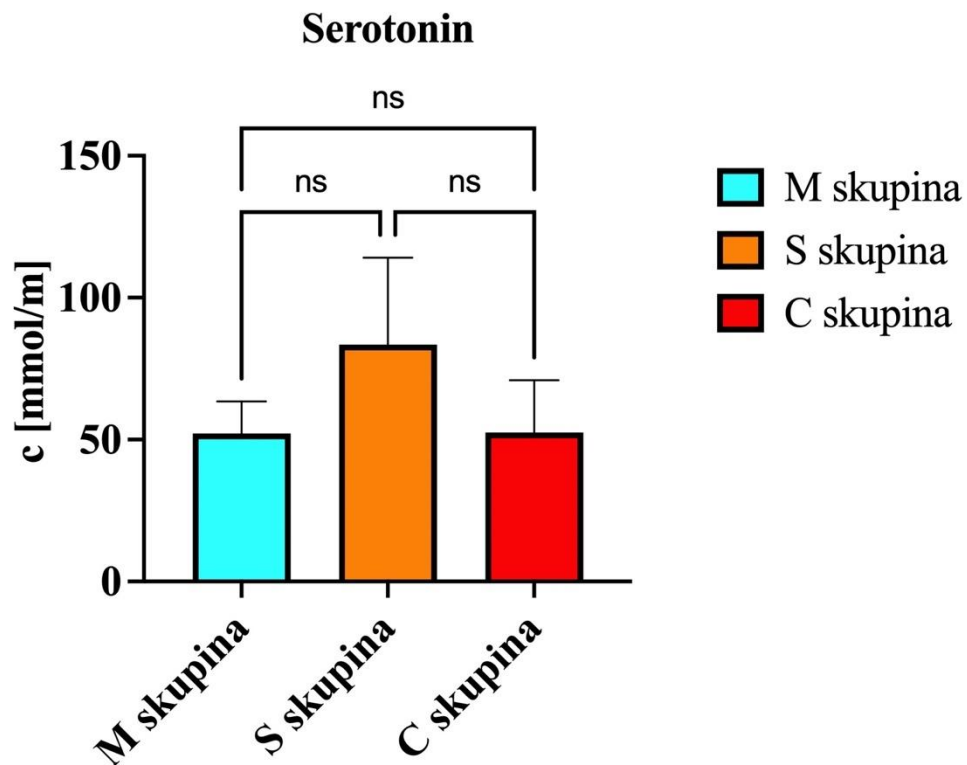 Serotonin
ns
ns
ns
150
100
50
0
c [mmol/m]
M skupina
S skupina
C skupina
M skupina
S skupina
C skupina